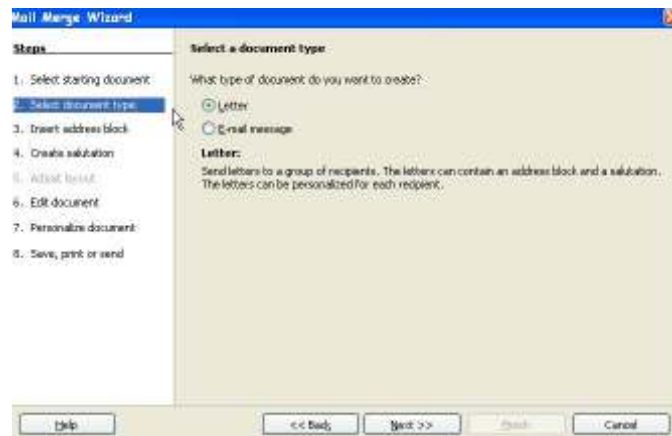 Mail Merge Wizard
Steps
1. Select starting document
2. Select document type
3. Insert address block
4. Create salutation
5. Adjust layout
6. Edit document
7. Personalize document
8. Save, print or send
Select a document type
What type of document do you want to create?
Letter
E-mail message
Letter:
Send letters to a group of recipients. The letters can contain an address block and a salutation.
The letters can be personalized for each recipient.
Help
<< Back
Next >>
Finish
Cancel